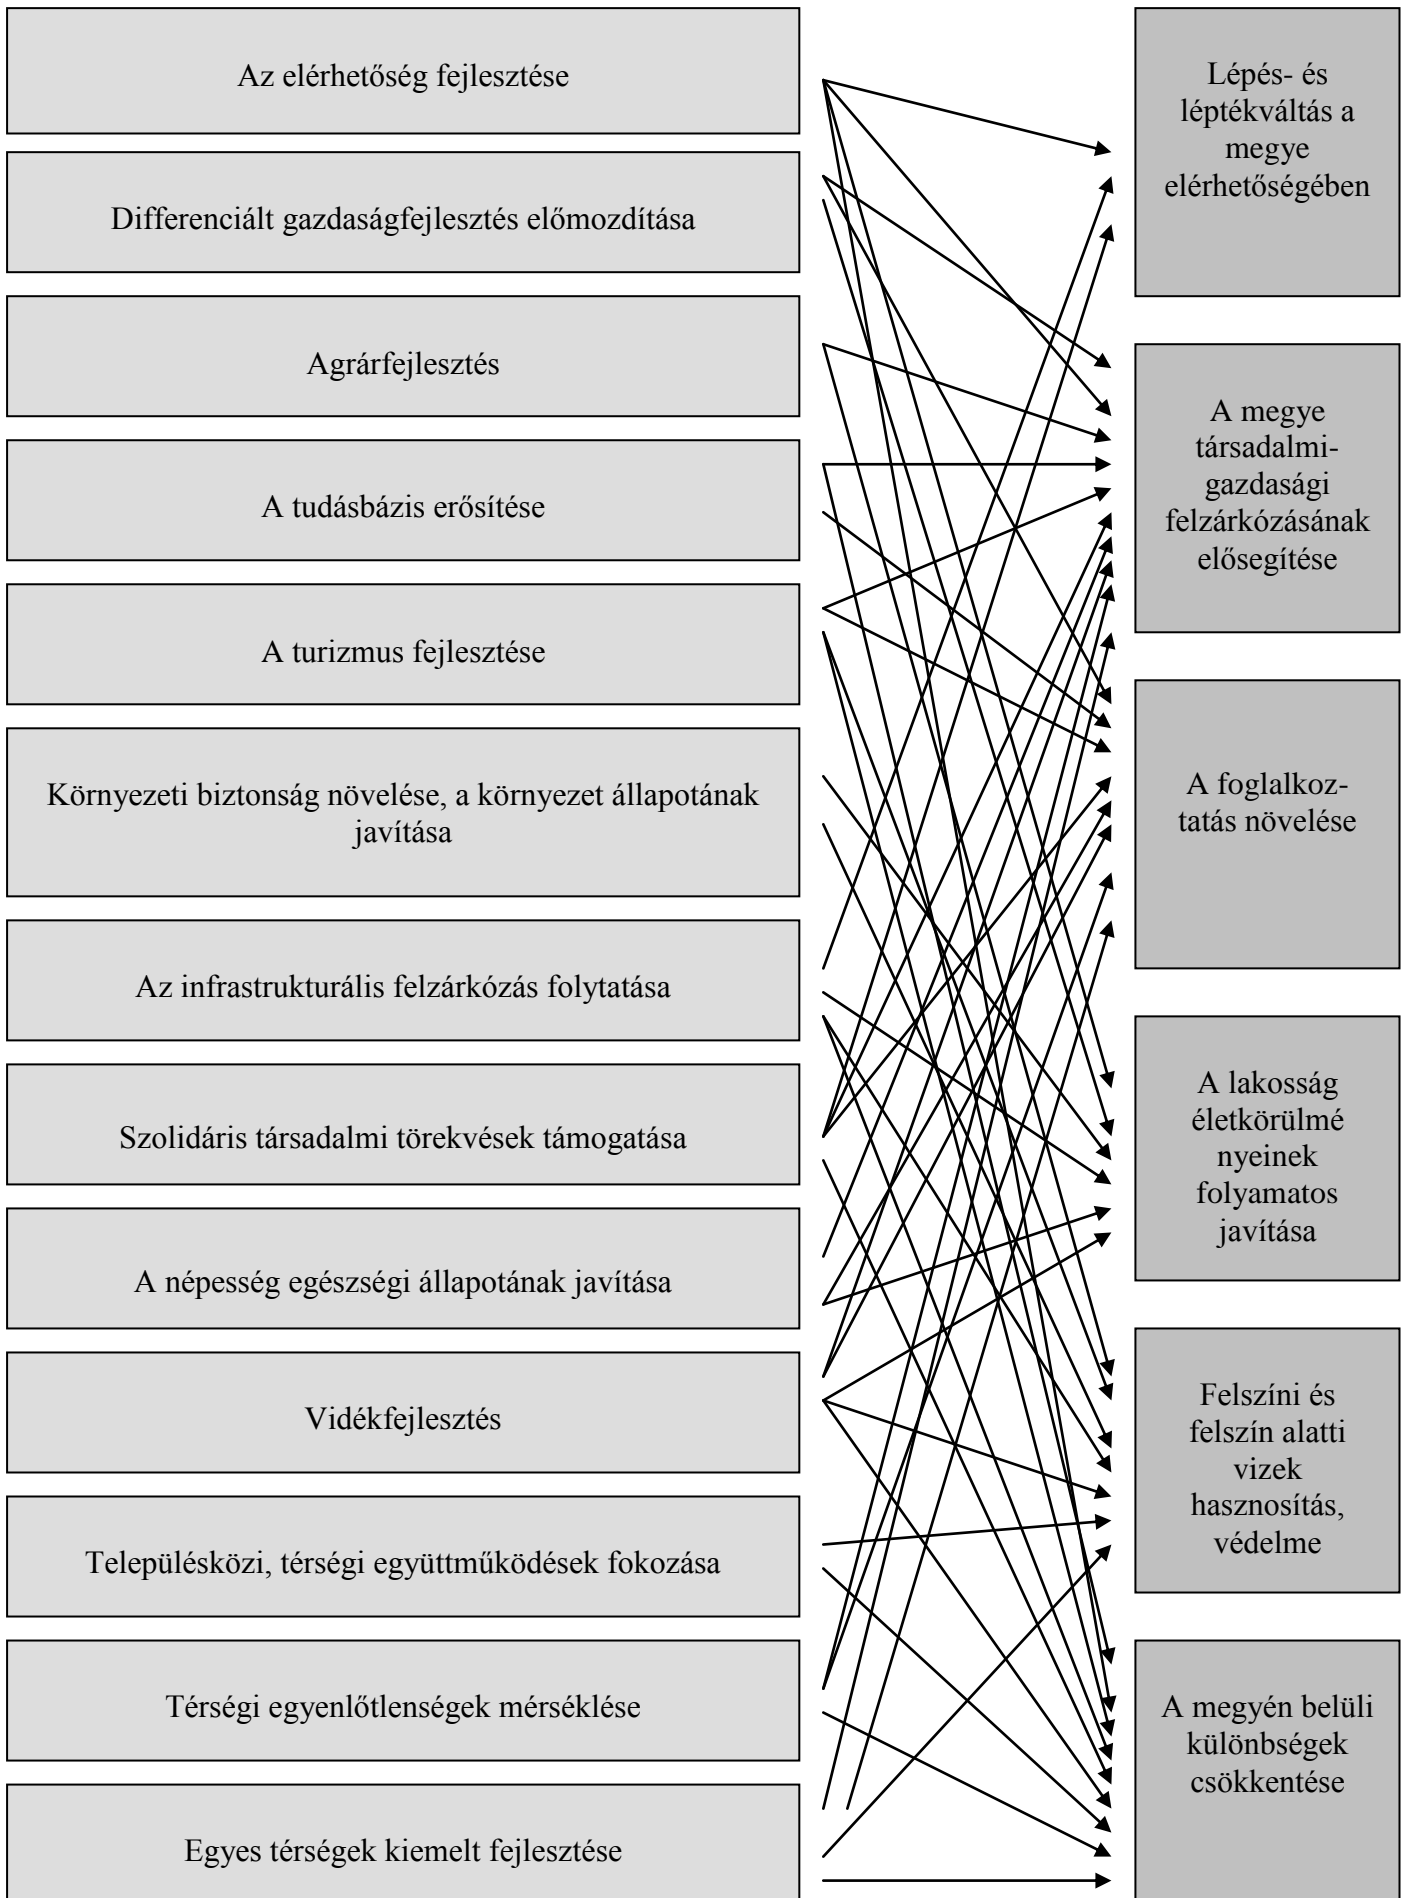 Az elérhetőség fejlesztése
Differenciált gazdaságfejlesztés előmozdítása
Agrárfejlesztés
A tudásbázis erősítése
A turizmus fejlesztése
Környezeti biztonság növelése, a környezet állapotának
javítása
Az infrastrukturális felzárkózás folytatása
Szolidáris társadalmi törekvések támogatása
A népesség egészségi állapotának javítása
Vidékfejlesztés
Településközi, térségi együttműködések fokozása
Térségi egyenlőtlenségek mérséklése
Egyes térségek kiemelt fejlesztése
Lépés- és
léptékváltás a
megye
elérhetőségében
A megye
társadalmi-
gazdasági
felzárkózásának
elősegítése
A foglalkoz-
tatás növelése
A lakosság
életkörülmé
nyeinek
folyamatos
javítása
Felszíni és
felszín alatti
vizek
hasznosítás,
védelme
A megyén belüli
különbségek
csökkentése